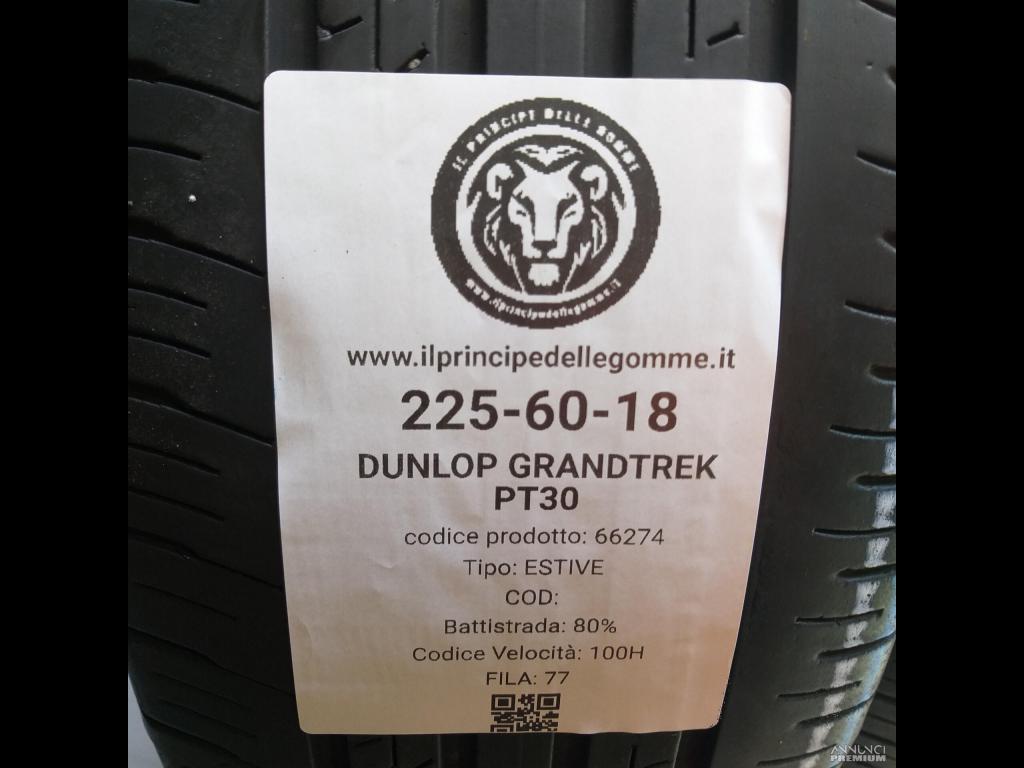 IL PRINCIPE DELLE GOMME
www.ilprincipedellegomme.it
www.ilprincipedellegomme.it
225-60-18
DUNLOP GRANDTREK
PT30
codice prodotto: 66274
Tipo: ESTIVE
COD:
Battistrada: 80%
Codice Velocità: 100H
FILA: 77
ANNUNCI
PREMIUM